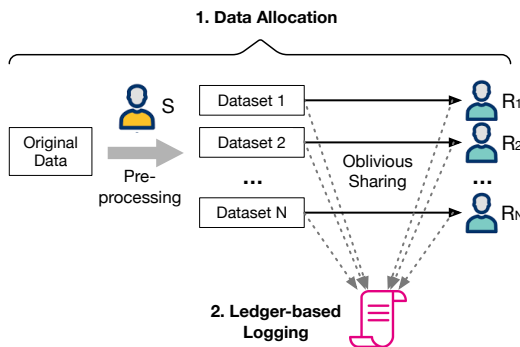 1. Data Allocation
S
Original
Data
Pre-
processing
Dataset 1
Dataset 2
...
Dataset N
Oblivious
Sharing
R1
R2
...
RN
2. Ledger-based
Logging